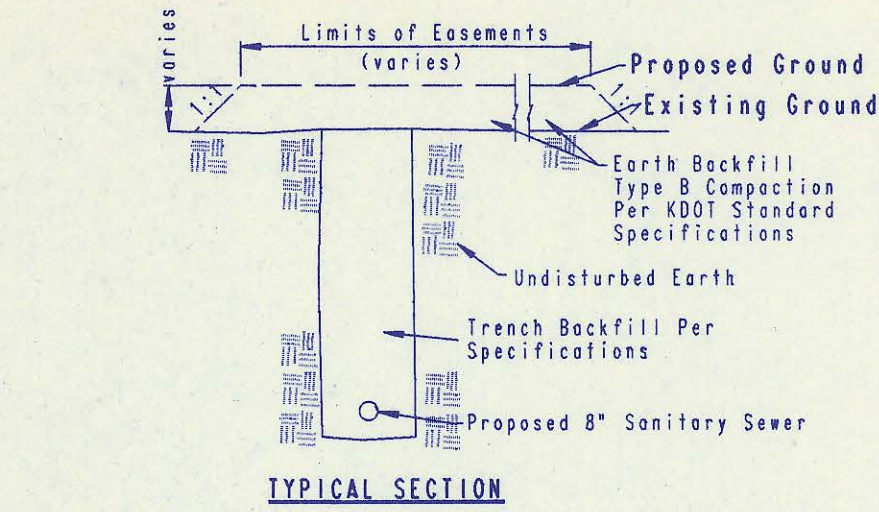 varies
Limits of Easements
(varies)
Proposed Ground
1:1
1:1
Existing Ground
Earth Backfill
Type B Compaction
Per KDOT Standard
Specifications
Undisturbed Earth
Trench Backfill Per
Specifications
Proposed 8" Sanitary Sewer
TYPICAL SECTION